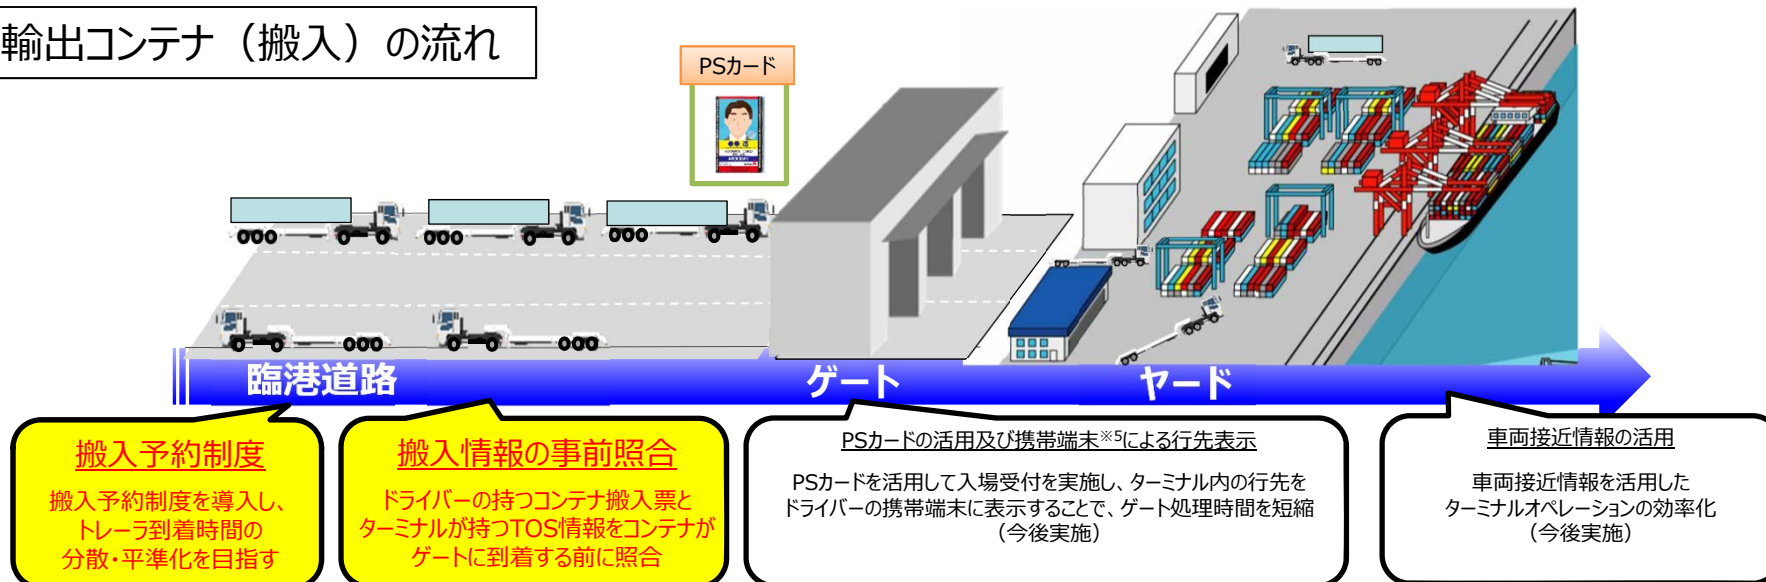 輸出コンテナ（搬入）の流れ
PSカード
臨港道路
ゲート
ヤード
搬入予約制度
搬入予約制度を導入し、
トレーラ到着時間の
分散・平準化を目指す
搬入情報の事前照合
ドライバーの持つコンテナ搬入票と
ターミナルが持つTOS情報をコンテナが
ゲートに到着する前に照合
PSカードの活用及び携帯端末※5による行先表示
PSカードを活用して入場受付を実施し、ターミナル内の行先を
ドライバーの携帯端末に表示することで、ゲート処理時間を短縮
（今後実施）
車両接近情報の活用
車両接近情報を活用した
ターミナルオペレーションの効率化
（今後実施）